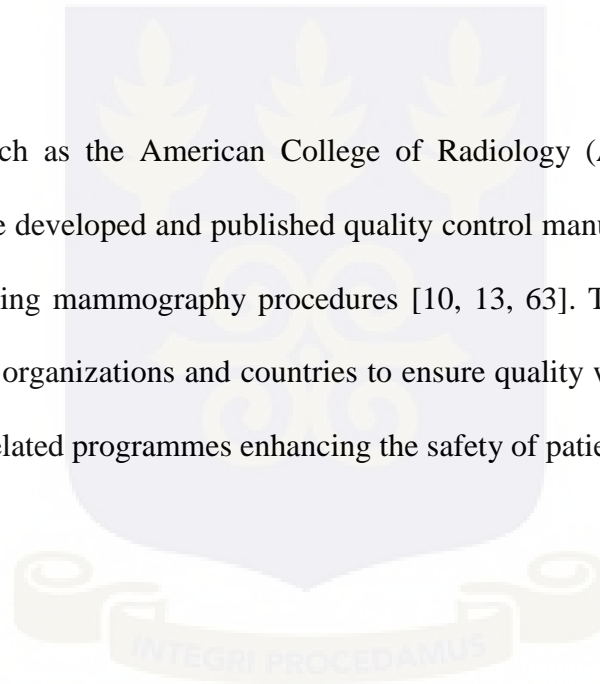 ch as the American College of Radiology (
e developed and published quality control manu
ing mammography procedures [10, 13, 63]. T
organizations and countries to ensure quality
elated programmes enhancing the safety of patie
INTEGRI PROCEDAMUS